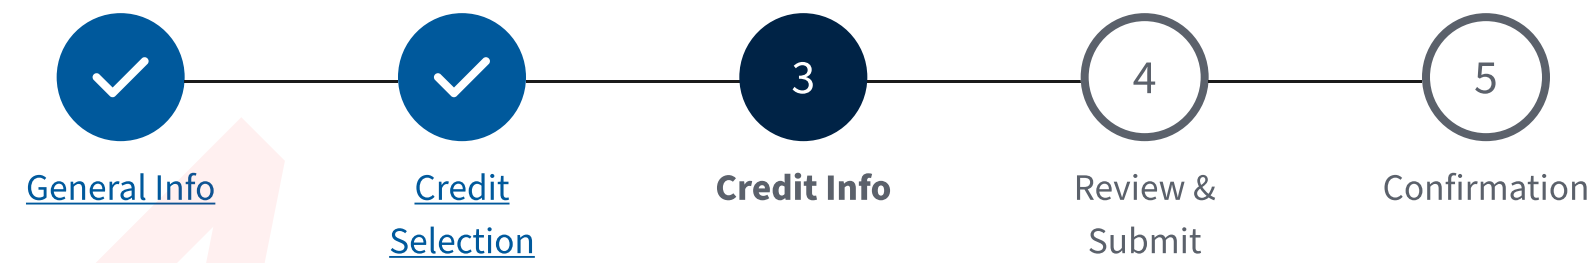 3
4
5
General Info
Credit
Selection
Credit Info
Review &
Submit
Confirmation